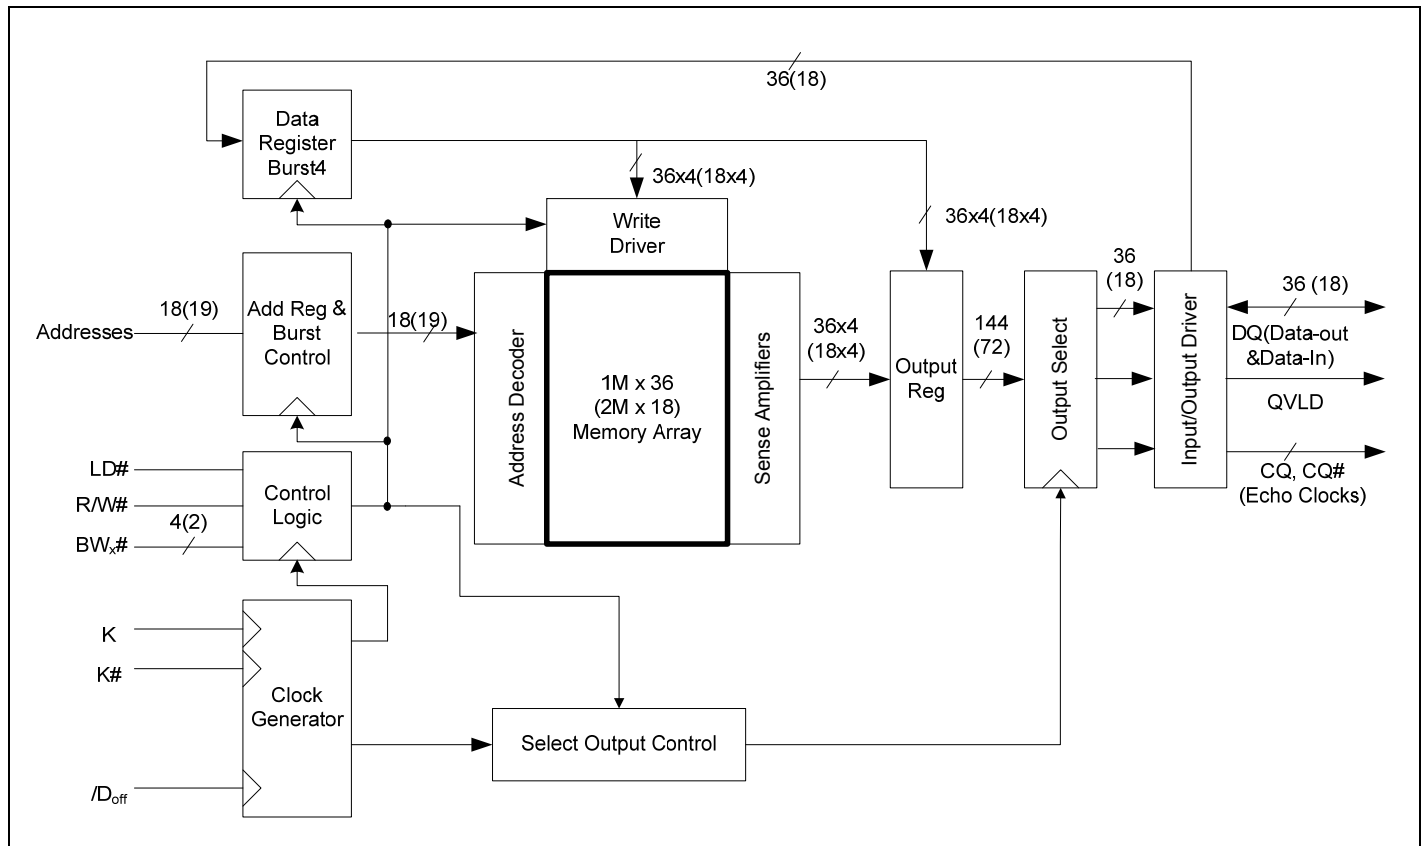 36(18)
Data
Register
Burst4
36x4(18x4)
Write
Driver
36x4(18x4)
Addresses
18(19)
Add Reg &
Burst
Control
18(19)
Address Decoder
1M x 36
(2M x 18)
Memory Array
Sense Amplifiers
36x4
(18x4)
Output
Reg
144
(72)
Output Select
36
(18)
Input/Output Driver
36 (18)
DQ(Data-out
&Data-In)
QVLD
CQ, CQ#
(Echo Clocks)
LD#
R/W#
4(2)
BWx#
Control
Logic
K
K#
Clock
Generator
/Doff
Select Output Control